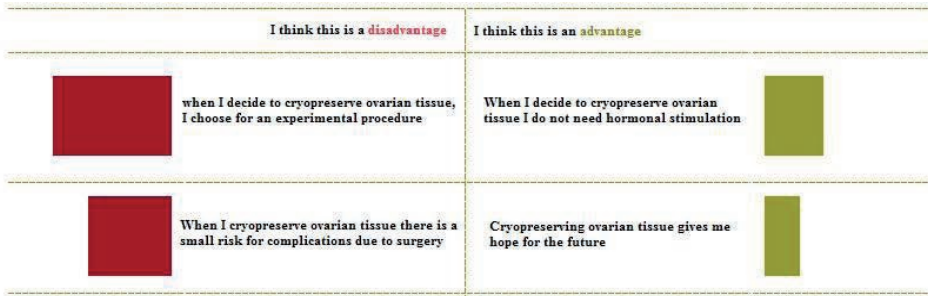 I think this is a disadvantage
I think this is an advantage
when I decide to cryopreserve ovarian tissue,
I choose for an experimental procedure
When I decide to cryopreserve ovarian
tissue I do not need hormonal stimulation
When I cryopreserve ovarian tissue there is a
small risk for complications due to surgery
Cryopreserving ovarian tissue gives me
hope for the future